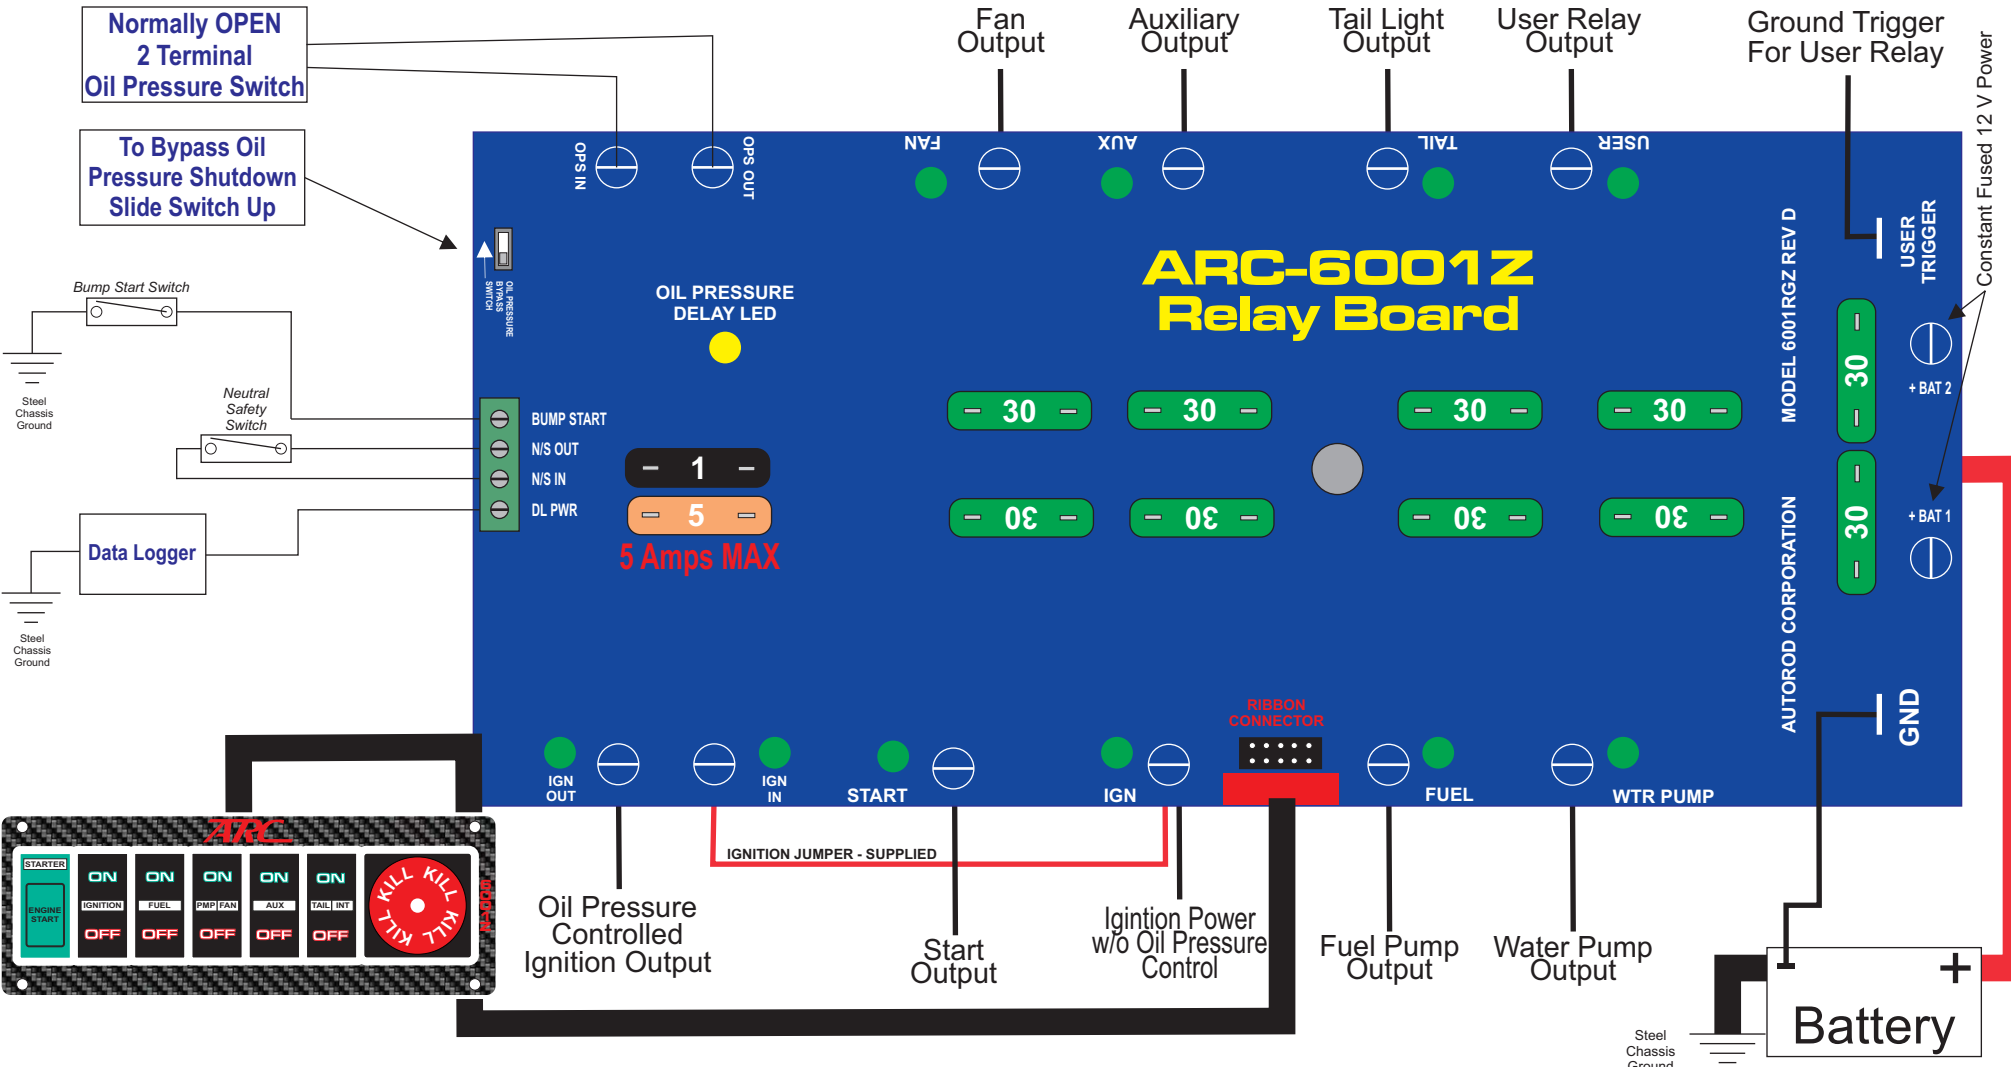 Normally OPEN
2 Terminal
Oil Pressure Switch
Fan
Output
Auxiliary
Output
Tail Light
Output
User Relay
Output
Ground Trigger
For User Relay
Constant Fused 12 V Power
To Bypass Oil
Pressure Shutdown
Slide Switch Up
OPS IN
OPS OUT
FAN
AUX
TAIL
USER
USER
TRIGGER
OIL PRESSURE
BYPASS
SWITCH
OIL PRESSURE
DELAY LED
ARC-6001Z
Relay Board
MODEL 6001RGZ REV D
AUTOROD CORPORATION
30
+ BAT 2
30
+ BAT 1
Bump Start Switch
Steel
Chassis
Ground
Neutral
Safety
Switch
BUMP START
N/S OUT
N/S IN
DL PWR
1
5
5 Amps MAX
30
30
30
30
30
30
30
30
Data Logger
Steel
Chassis
Ground
RIBBON
CONNECTOR
GND
IGN
OUT
IGN
IN
START
IGN
FUEL
WTR PUMP
IGNITION JUMPER - SUPPLIED
ARC
STARTER
ENGINE
START
ON
IGNITION
OFF
ON
FUEL
OFF
ON
PMP FAN
OFF
ON
AUX
OFF
ON
TAIL INT
OFF
KILL KILL KILL KILL
Oil Pressure
Controlled
Ignition Output
Start
Output
Igintion Power
w/o Oil Pressure
Control
Fuel Pump
Output
Water Pump
Output
+
Battery
Steel
Chassis
Ground